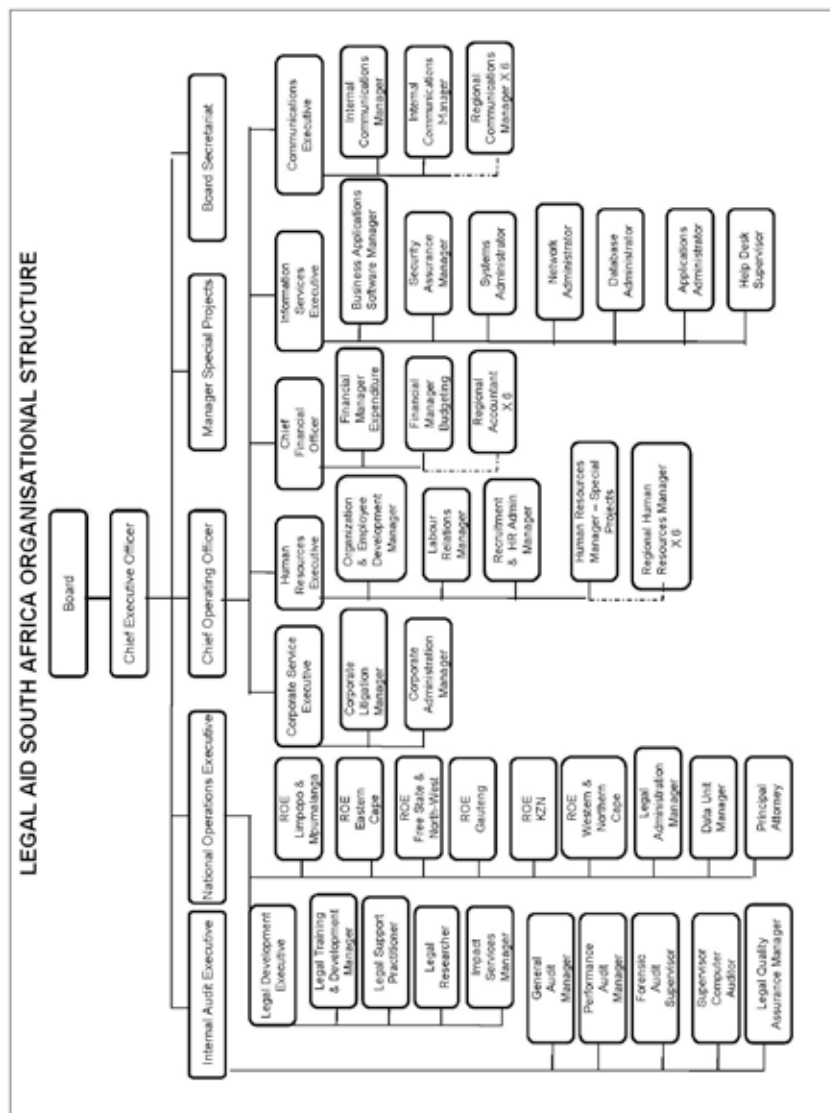 LEGAL AID SOUTH AFRICA ORGANISATIONAL STRUCTURE
Board
Chief Executive Officer
Internal Audit Executive
National Operations Executive
Chief Operating Officer
Manager Special Projects
Board Secretariat
Legal Development
Executive
Legal Training
& Development
Manager
Legal Support
Practitioner
Legal
Researcher
Impact
Services
Manager
General
Audit
Manager
Performance
Audit
Manager
Forensic
Audit
Supervisor
Supervisor
Computer
Auditor
Legal Quality
Assurance Manager
ROE
Limpopo &
Mpumalanga
ROE
Eastern
Cape
ROE
Free State &
North-West
ROE
Gauteng
ROE
KZN
ROE
Western &
Northern
Cape
Legal
Administration
Manager
Data Unit
Manager
Principal
Attorney
Corporate Service
Executive
Corporate
Litigation
Manager
Corporate
Administration
Manager
Human
Resources
Executive
Organization
& Employee
Development
Manager
Labour
Relations
Manager
Recruitment
& HR Admin
Manager
Human Resources
Manager – Special
Projects
Regional Human
Resources Manager
X 6
Chief
Financial
Officer
Financial
Manager
Expenditure
Financial
Manager
Budgeting
Regional
Accountant
X 6
Information
Services
Executive
Business Applications
Software Manager
Security
Assurance
Manager
Systems
Administrator
Network
Administrator
Database
Administrator
Applications
Administrator
Help Desk
Supervisor
Communications
Executive
Internal
Communications
Manager
Internal
Communications
Manager
Regional
Communications
Manager X 6